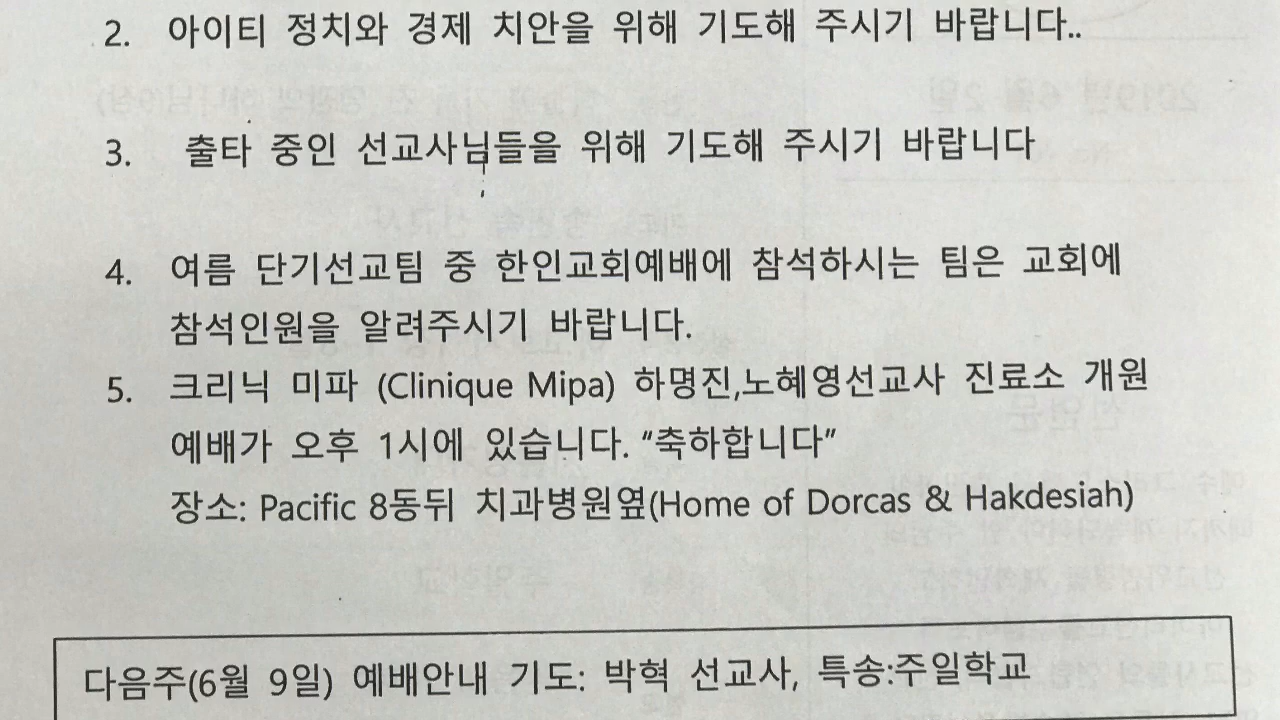 2. 아이티 정치와 경제 치안을 위해 기도해 주시기 바랍니다..
3. 출타 중인 선교사님들을 위해 기도해 주시기 바랍니다
4. 여름 단기선교팀 중 한인교회예배에 참석하시는 팀은 교회에
참석인원을 알려주시기 바랍니다.
5. 크리닉 미파 (Clinique Mipa) 하명진,노혜영선교사 진료소 개원
예배가 오후 1시에 있습니다. "축하합니다"
장소: Pacific 8동뒤 치과병원옆(Home of Dorcas & Hakdesiah)
다음주(6월 9일) 예배안내 기도: 박혁 선교사, 특송:주일학교